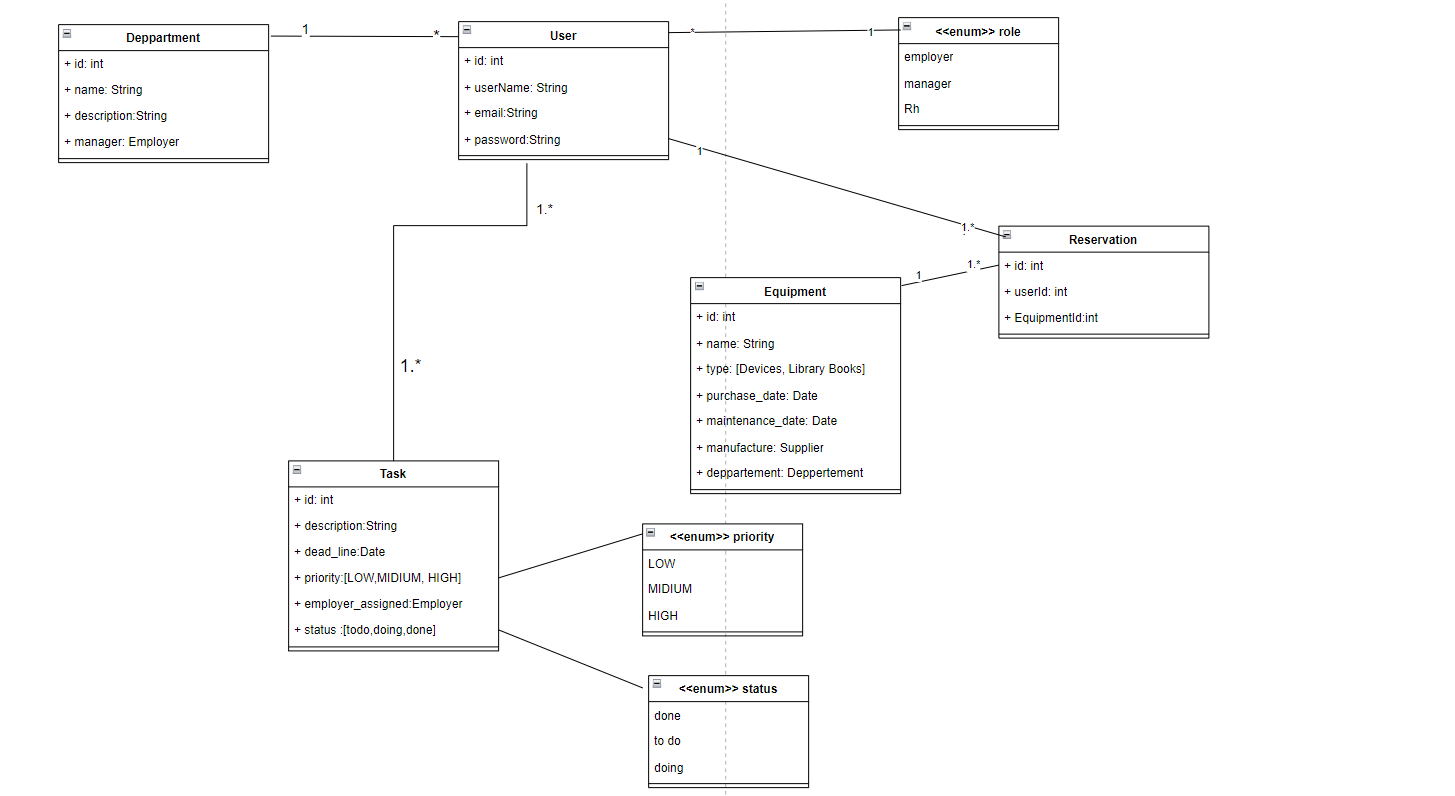 Deppartment
+ id: int
+ name: String
+ description:String
+ manager: Employer
1
*
User
+ id: int
+ userName: String
+ email:String
+ password:String
*
1
<<enum>> role
employer
manager
Rh
1
1.*
1.*
Reservation
+ id: int
+ userId: int
+ EquipmentId:int
1
1.*
Equipment
+ id: int
+ name: String
+ type: [Devices, Library Books]
+ purchase_date: Date
+ maintenance_date: Date
+ manufacture: Supplier
+ deppartement: Deppertement
1.*
Task
+ id: int
+ description:String
+ dead_line:Date
+ priority:[LOW,MIDIUM, HIGH]
+ employer_assigned:Employer
+ status :[todo,doing,done]
<<enum>> priority
LOW
MIDIUM
HIGH
<<enum>> status
done
to do
doing